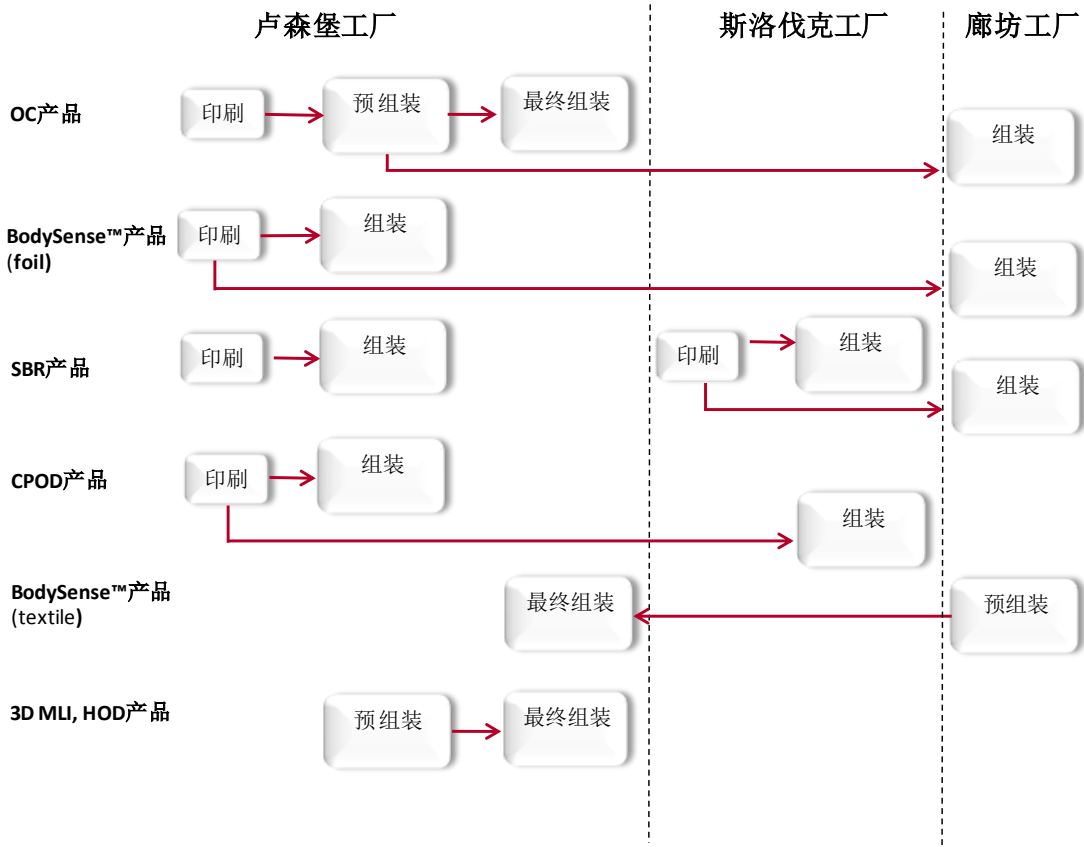 卢森堡工厂
斯洛伐克工厂
廊坊工厂
OC产品
印刷
预组装
最终组装
组装
BodySense™产品
(foil)
印刷
组装
组装
SBR产品
印刷
组装
印刷
组装
组装
CPOD产品
印刷
组装
组装
BodySense™产品
(textile)
最终组装
预组装
3D MLI, HOD产品
预组装
最终组装